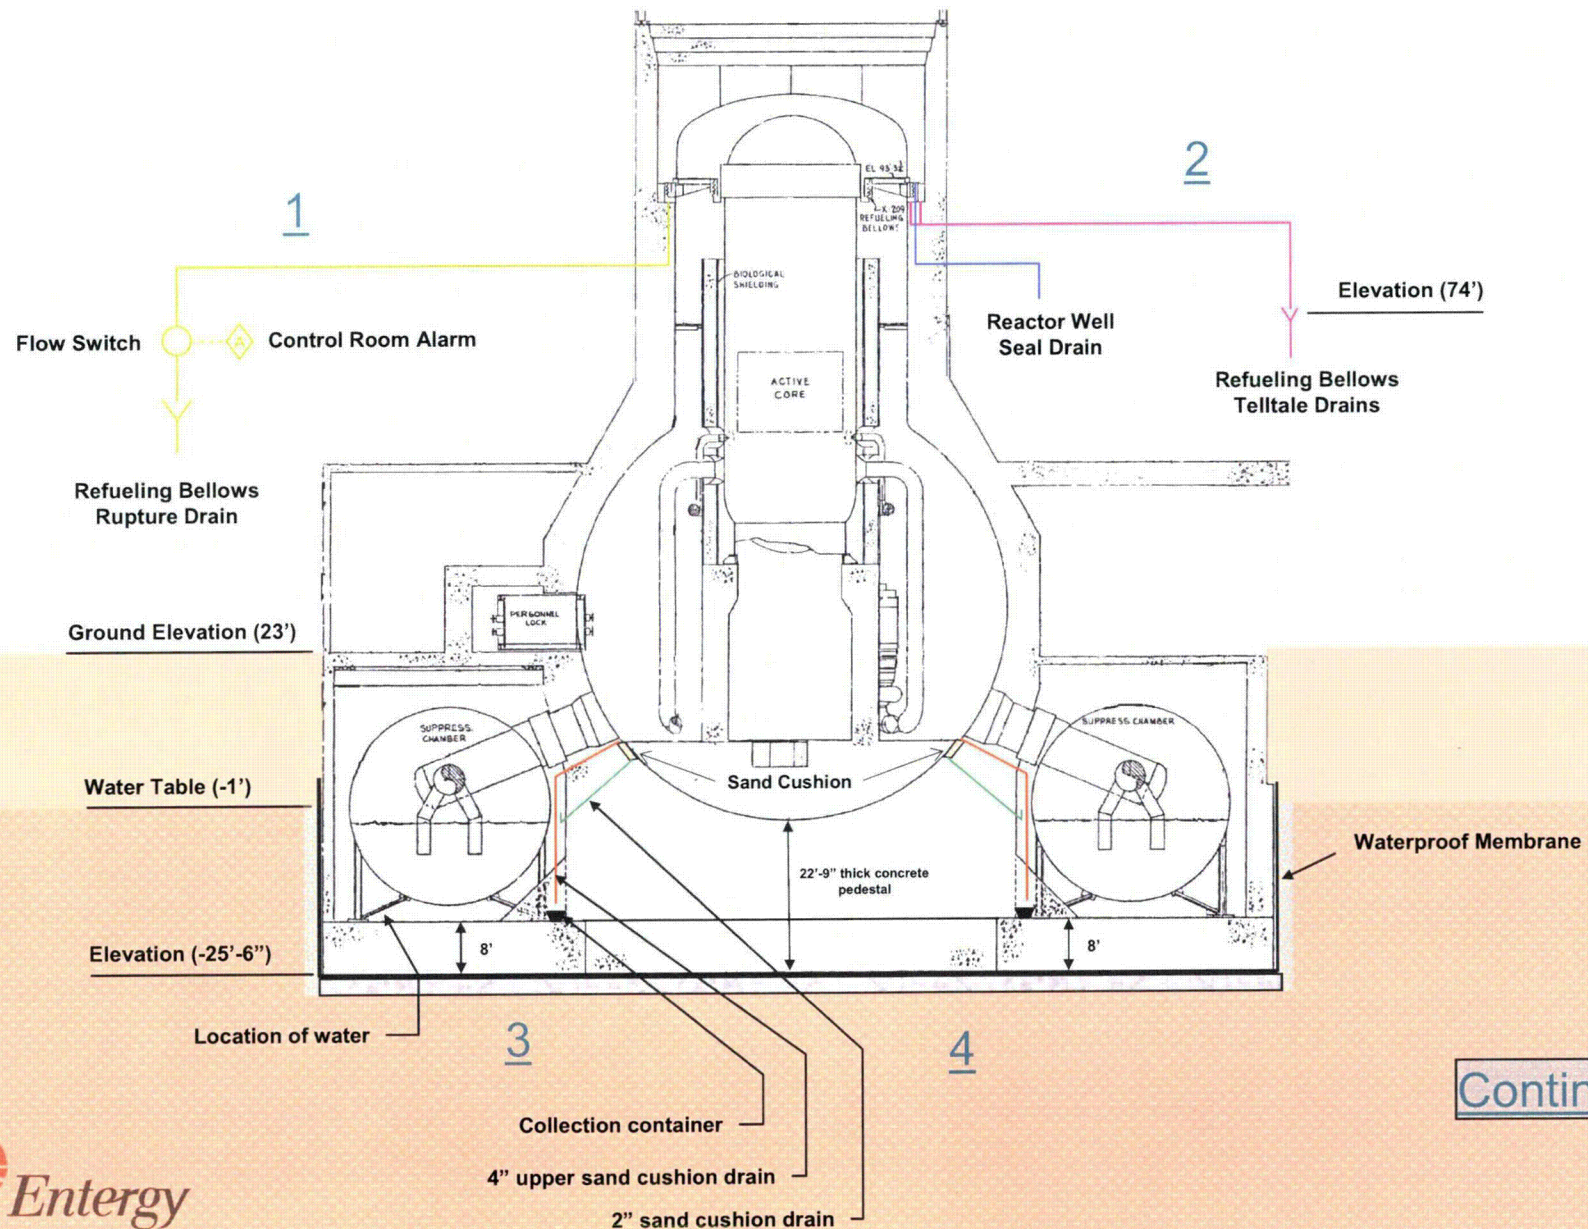 EL 93'3½"
X-209
REFUELING
BELLOWS
1
2
BIOLOGICAL
SHIELDING
Elevation (74')
Flow Switch
A
Control Room Alarm
Reactor Well
Seal Drain
Refueling Bellows
Telltale Drains
ACTIVE
CORE
Refueling Bellows
Rupture Drain
PERSONNEL
LOCK
Ground Elevation (23')
SUPPRESS.
CHAMBER
SUPPRESS. CHAMBER
Water Table (-1')
Sand Cushion
Waterproof Membrane
22'-9" thick concrete
pedestal
8'
8'
Elevation (-25'-6")
Location of water
3
4
Contin
Collection container
4" upper sand cushion drain
2" sand cushion drain
Entergy